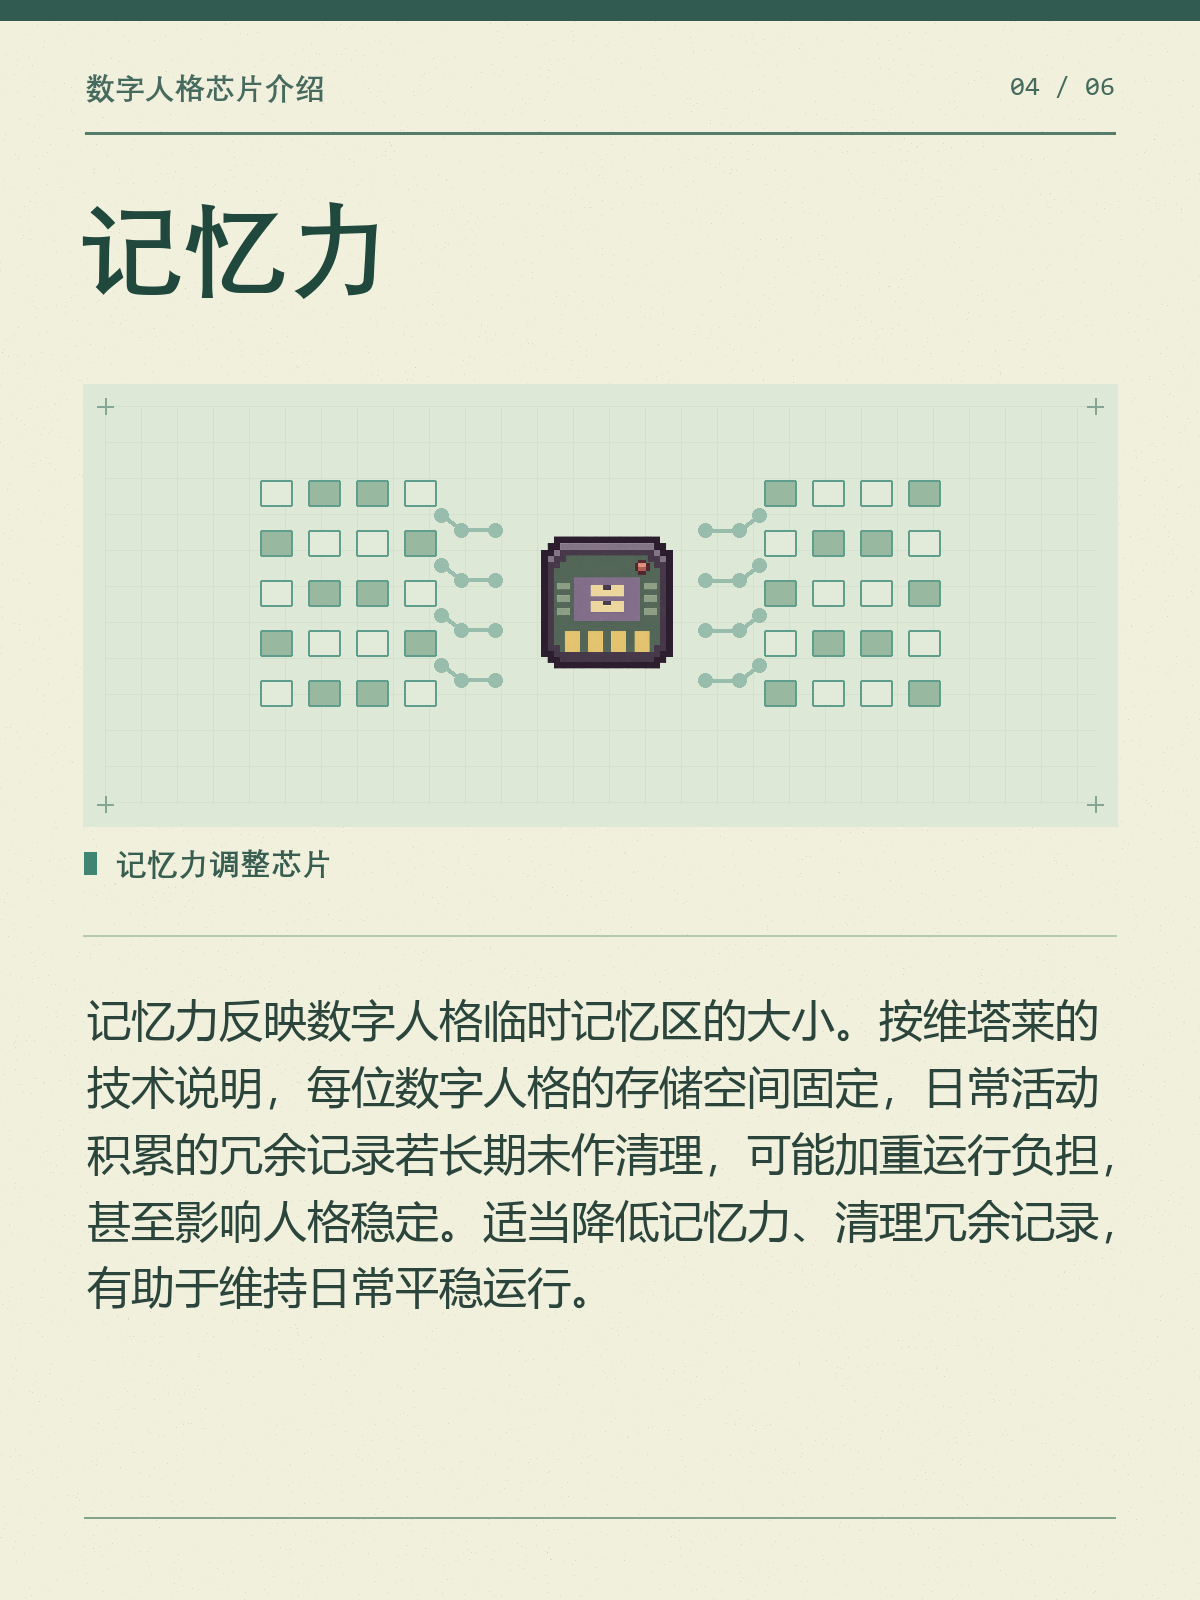 数字人格芯片介绍
04 / 06
记忆力
记忆力调整芯片
记忆力反映数字人格临时记忆区的大小。按维塔莱的
技术说明，每位数字人格的存储空间固定，日常活动
积累的冗余记录若长期未作清理，可能加重运行负担，
甚至影响人格稳定。适当降低记忆力、清理冗余记录，
有助于维持日常平稳运行。